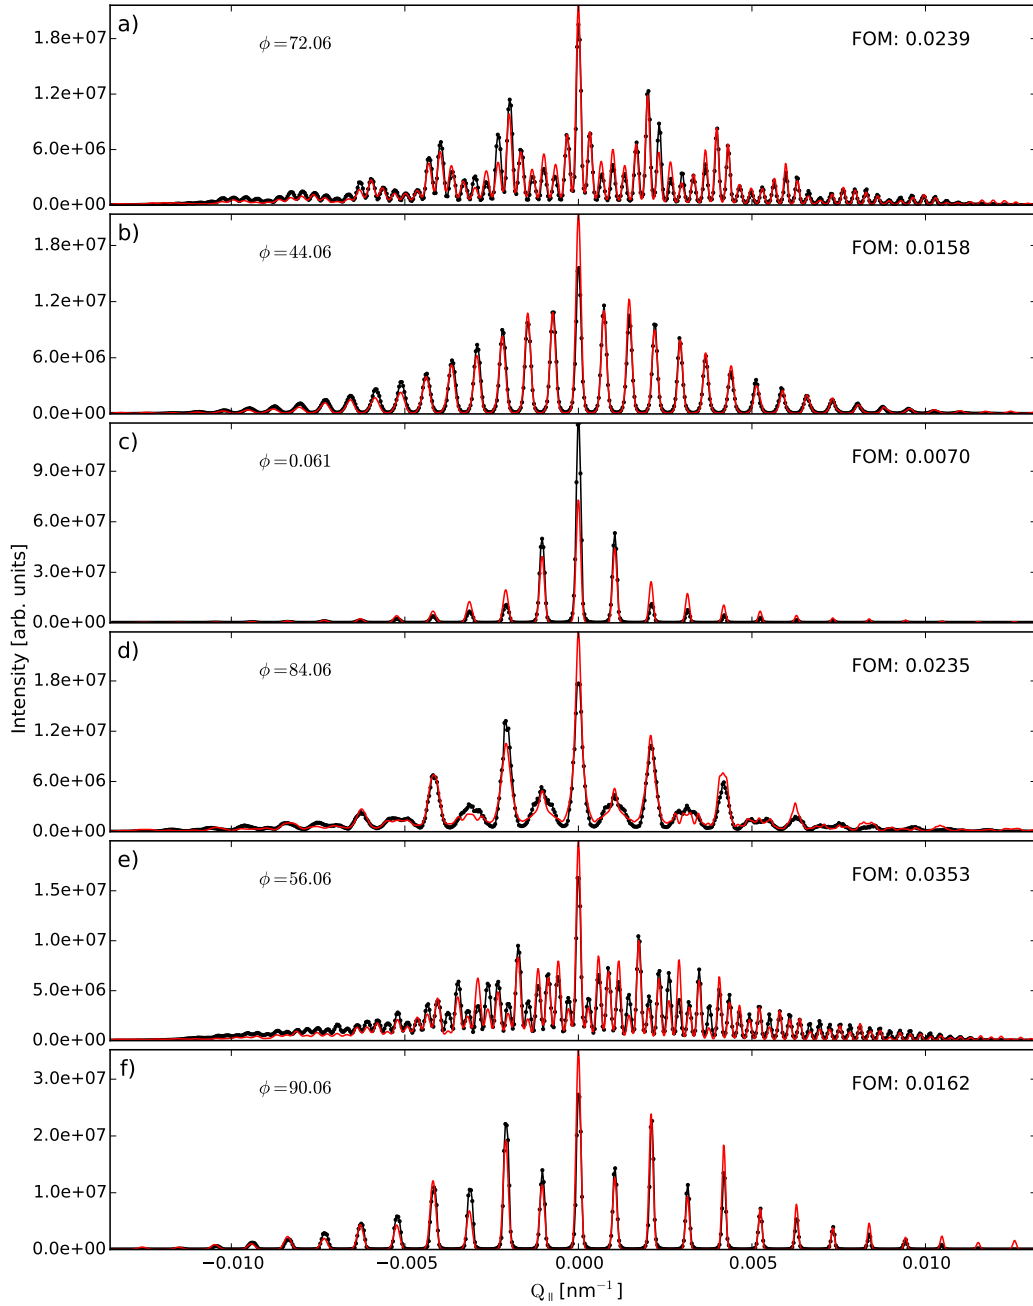 a)
φ=72.06
FOM: 0.0239
1.8e+07
1.2e+07
6.0e+06
0.0e+00
b)
φ=44.06
FOM: 0.0158
1.8e+07
1.2e+07
6.0e+06
0.0e+00
c)
φ=0.061
FOM: 0.0070
9.0e+07
6.0e+07
3.0e+07
0.0e+00
Intensity [arb. units]
d)
φ=84.06
FOM: 0.0235
1.8e+07
1.2e+07
6.0e+06
0.0e+00
e)
φ=56.06
FOM: 0.0353
1.5e+07
1.0e+07
5.0e+06
0.0e+00
f)
φ=90.06
FOM: 0.0162
3.0e+07
2.0e+07
1.0e+07
0.0e+00
−0.010 −0.005 0.000 0.005 0.010
Q∥ [nm⁻¹]